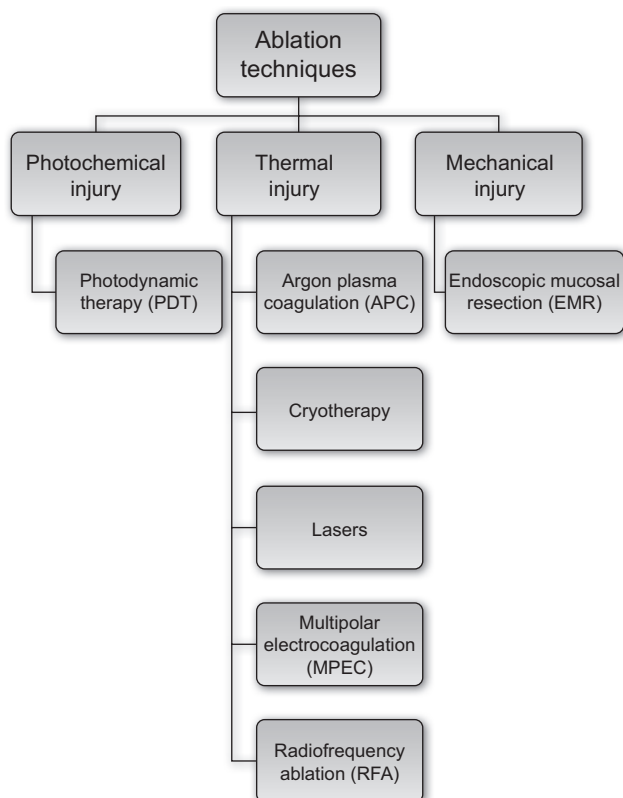 Ablation
techniques
Photochemical
injury
Thermal
injury
Mechanical
injury
Photodynamic
therapy (PDT)
Argon plasma
coagulation (APC)
Endoscopic mucosal
resection (EMR)
Cryotherapy
Lasers
Multipolar
electrocoagulation
(MPEC)
Radiofrequency
ablation (RFA)